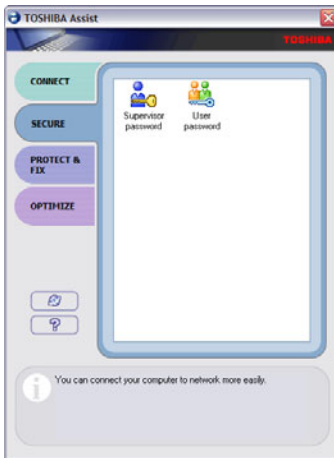 TOSHIBA Assist
TOSHIBA
CONNECT
SECURE
PROTECT &
FIX
OPTIMIZE
Supervisor
password
User
password
?
i
You can connect your computer to network more easily.